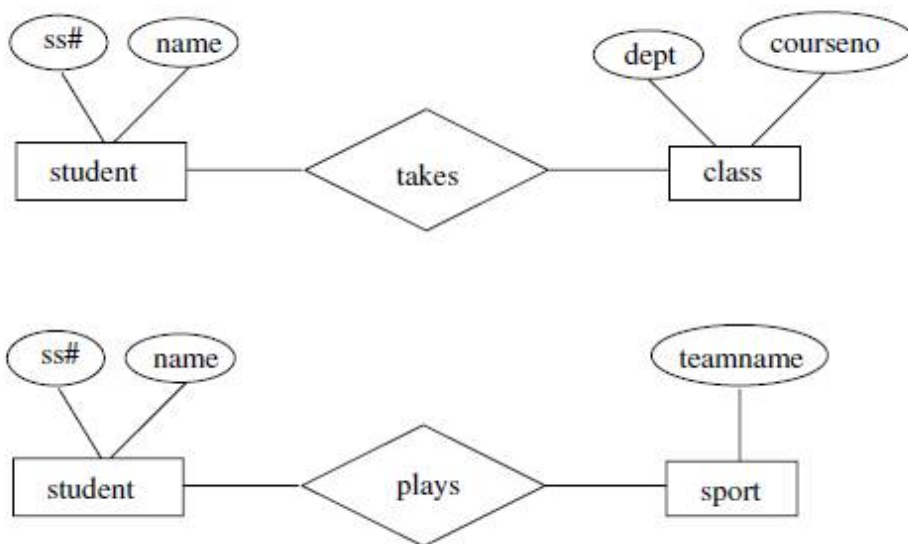 ss# name dept courseno
student takes class
ss# name teamname
student plays sport